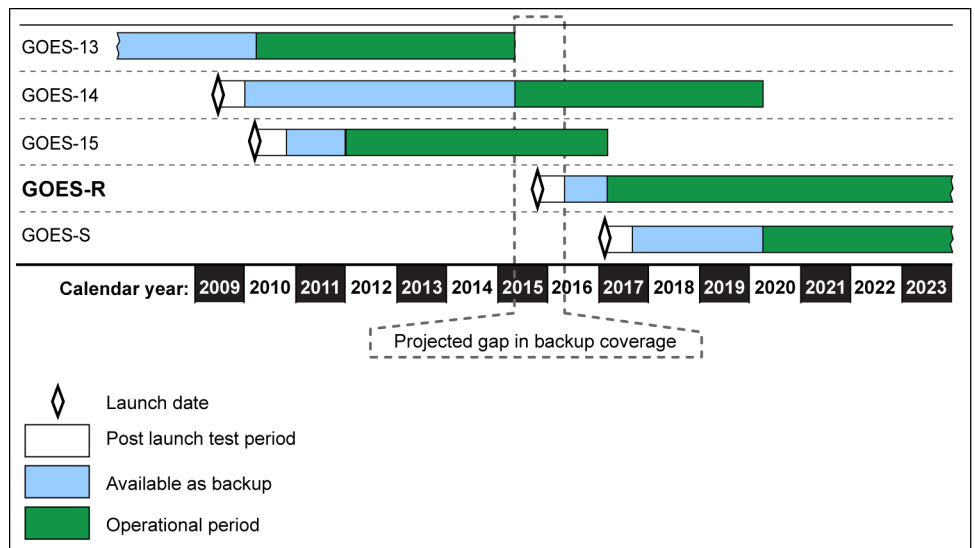 GOES-13
GOES-14
GOES-15
GOES-R
GOES-S
Calendar year: 2009 2010 2011 2012 2013 2014 2015 2016 2017 2018 2019 2020 2021 2022 2023
Projected gap in backup coverage
Launch date
Post launch test period
Available as backup
Operational period